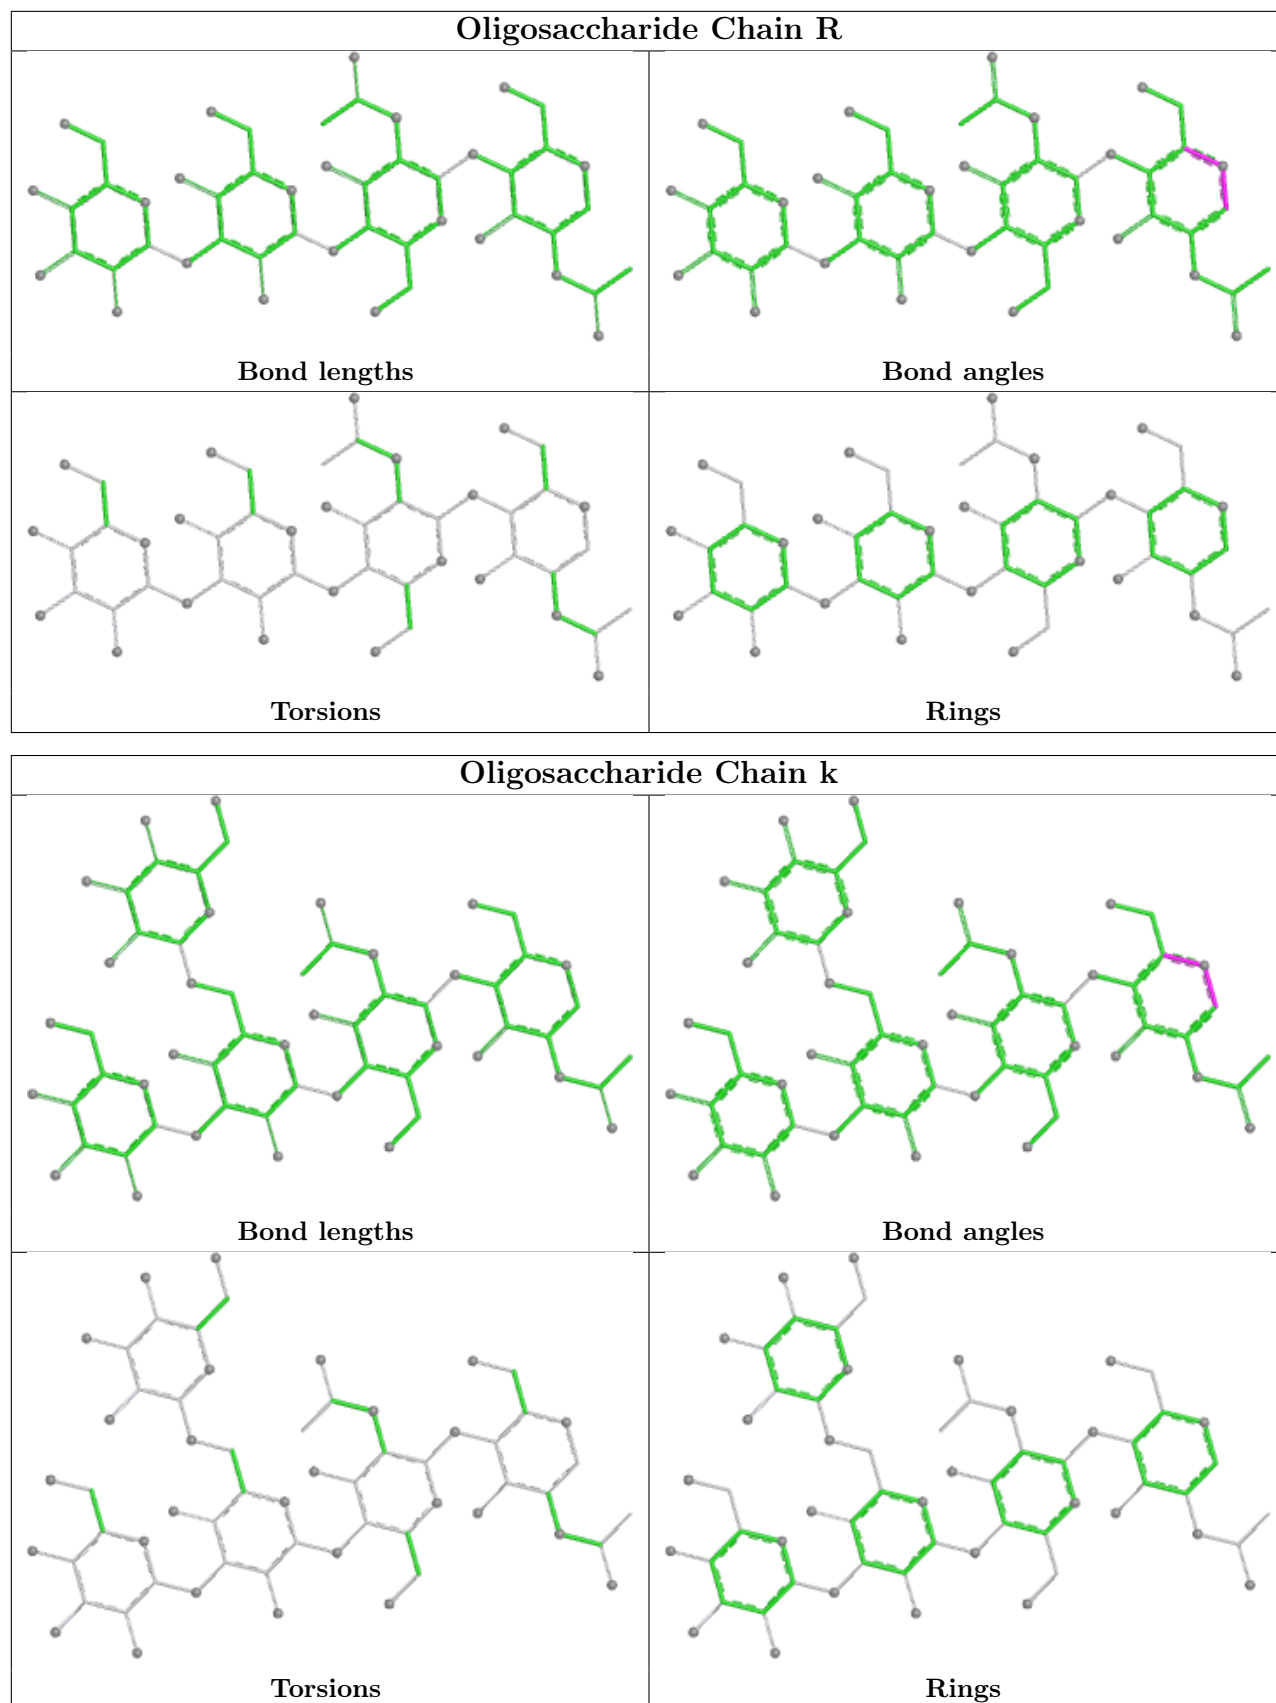 Oligosaccharide Chain R
Bond lengths
Bond angles
Torsions
Rings
Oligosaccharide Chain k
Bond lengths
Bond angles
Torsions
Rings